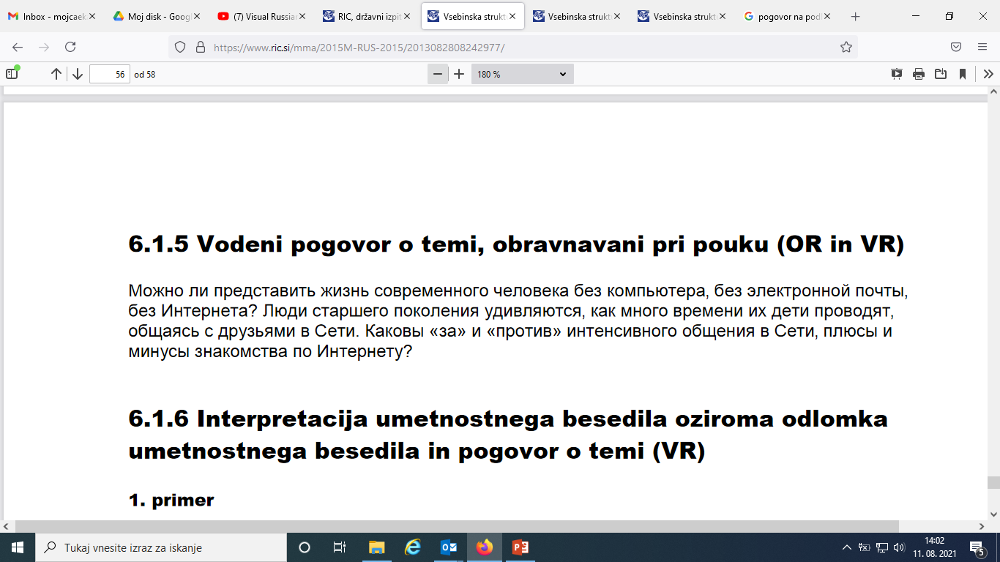 Inbox - mojcaek
Moj disk - Googl
(7) Visual Russian
RIC, državni izpit
Vsebinska strukt
Vsebinska strukt
Vsebinska strukt
pogovor na podl
https://www.ric.si/mma/2015M-RUS-2015/2013082808242977/
56 od 58
180 %
6.1.5 Vodeni pogovor o temi, obravnavani pri pouku (OR in VR)
Можно ли представить жизнь современного человека без компьютера, без электронной почты,
без Интернета? Люди старшего поколения удивляются, как много времени их дети проводят,
общаясь с друзьями в Сети. Каковы «за» и «против» интенсивного общения в Сети, плюсы и
минусы знакомства по Интернету?
6.1.6 Interpretacija umetnostnega besedila oziroma odlomka
umetnostnega besedila in pogovor o temi (VR)
1. primer
Tukaj vnesite izraz za iskanje
14:02
11. 08. 2021
5